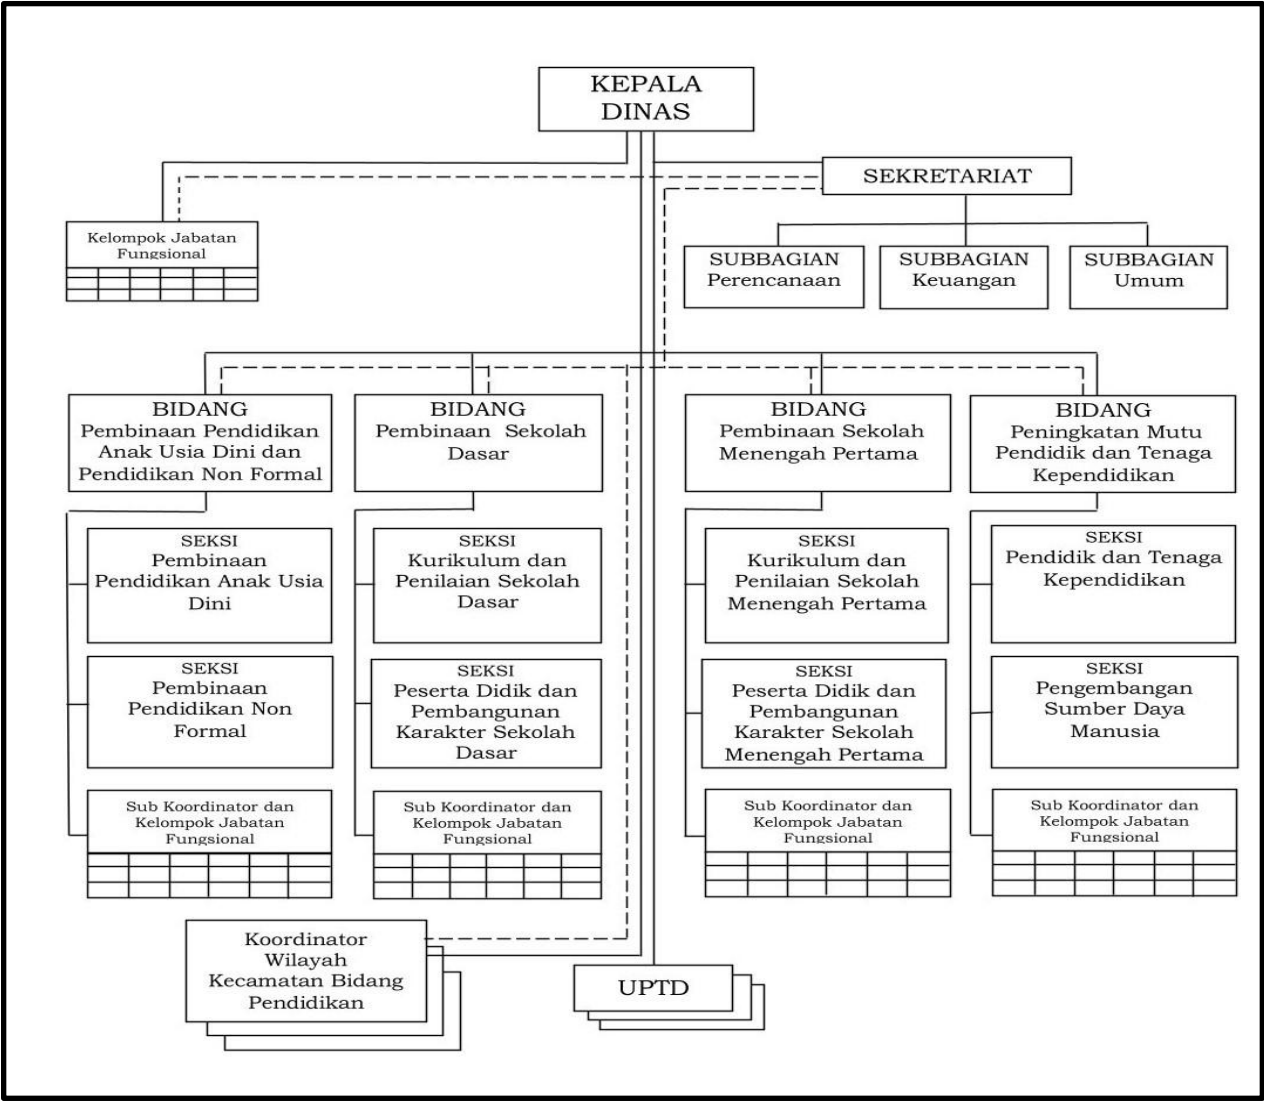 KEPALA
DINAS
SEKRETARIAT
Kelompok Jabatan
Fungsional
SUBBAGIAN
Perencanaan
SUBBAGIAN
Keuangan
SUBBAGIAN
Umum
BIDANG
Pembinaan Pendidikan
Anak Usia Dini dan
Pendidikan Non Formal
BIDANG
Pembinaan Sekolah
Dasar
BIDANG
Pembinaan Sekolah
Menengah Pertama
BIDANG
Peningkatan Mutu
Pendidik dan Tenaga
Kependidikan
SEKSI
Pembinaan
Pendidikan Anak Usia
Dini
SEKSI
Kurikulum dan
Penilaian Sekolah
Dasar
SEKSI
Kurikulum dan
Penilaian Sekolah
Menengah Pertama
SEKSI
Pendidik dan Tenaga
Kependidikan
SEKSI
Pembinaan
Pendidikan Non
Formal
SEKSI
Peserta Didik dan
Pembangunan
Karakter Sekolah
Dasar
SEKSI
Peserta Didik dan
Pembangunan
Karakter Sekolah
Menengah Pertama
SEKSI
Pengembangan
Sumber Daya
Manusia
Sub Koordinator dan
Kelompok Jabatan
Fungsional
Sub Koordinator dan
Kelompok Jabatan
Fungsional
Sub Koordinator dan
Kelompok Jabatan
Fungsional
Sub Koordinator dan
Kelompok Jabatan
Fungsional
Koordinator
Wilayah
Kecamatan Bidang
Pendidikan
UPTD